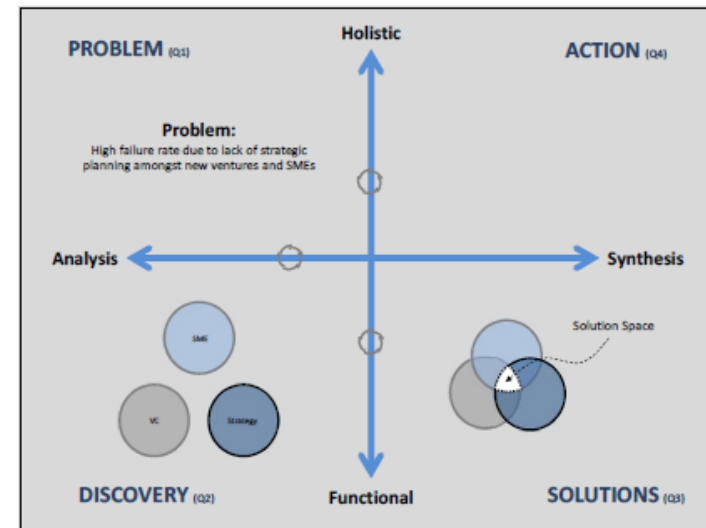 Holistic
PROBLEM (Q1)
ACTION (Q4)
Problem:
High failure rate due to lack of strategic
planning amongst new ventures and SMEs
Analysis
Synthesis
SME
VC
Strategy
Solution Space
DISCOVERY (Q2)
Functional
SOLUTIONS (Q3)